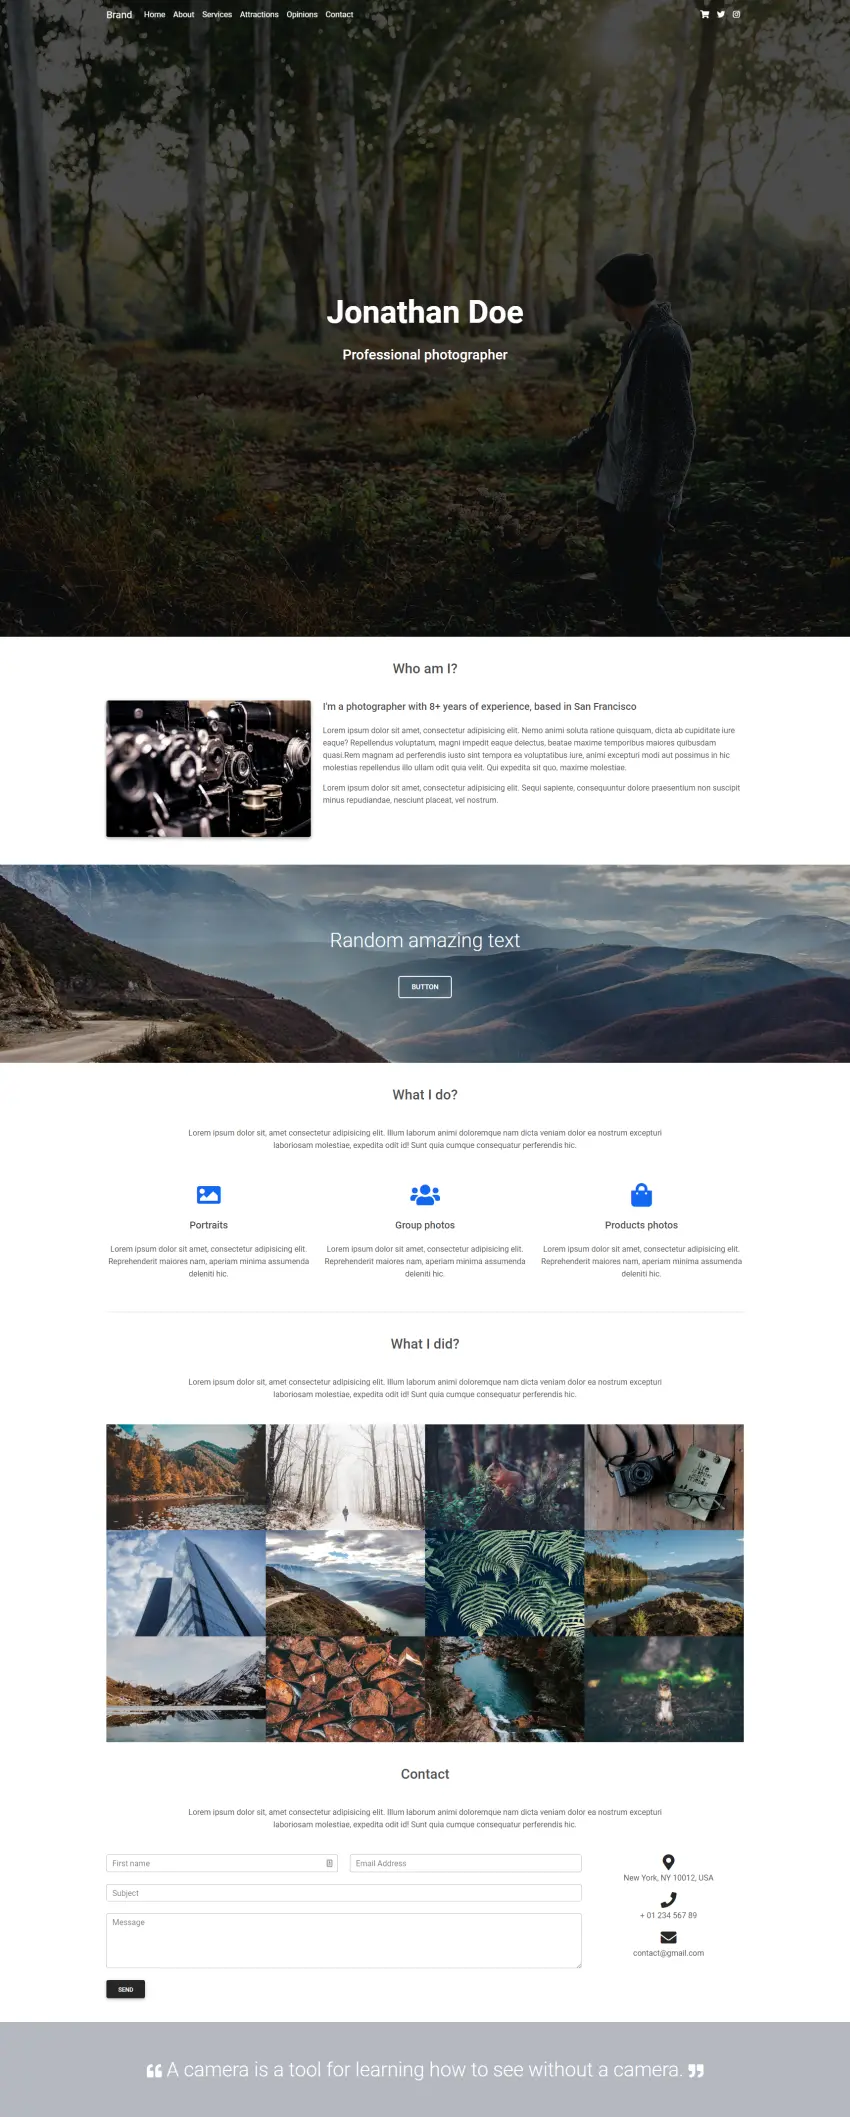 Brand Home About Services Attractions Opinions Contact
Jonathan Doe
Professional photographer
Who am I?
I'm a photographer with 8+ years of experience, based in San Francisco
Lorem ipsum dolor sit amet, consectetur adipisicing elit. Nemo animi soluta ratione quisquam, dicta ab cupiditate iure
eaque? Repellendus voluptatum, magni impedit eaque delectus, beatae maxime temporibus maiores quibusdam
quasi.Rem magnam ad perferendis iusto sint tempora ea voluptatibus iure, animi excepturi modi aut possimus in hic
molestias repellendus illo ullam odit quia velit. Qui expedita sit quo, maxime molestiae.
Lorem ipsum dolor sit amet, consectetur adipisicing elit. Sequi sapiente, consequuntur dolore praesentium non suscipit
minus repudiandae, nesciunt placeat, vel nostrum.
Random amazing text
BUTTON
What I do?
Lorem ipsum dolor sit, amet consectetur adipisicing elit. Illum laborum animi doloremque nam dicta veniam dolor ea nostrum excepturi
laboriosam molestiae, expedita odit id! Sunt quia cumque consequatur perferendis hic.
Portraits
Lorem ipsum dolor sit amet, consectetur adipisicing elit.
Reprehenderit maiores nam, aperiam minima assumenda
deleniti hic.
Group photos
Lorem ipsum dolor sit amet, consectetur adipisicing elit.
Reprehenderit maiores nam, aperiam minima assumenda
deleniti hic.
Products photos
Lorem ipsum dolor sit amet, consectetur adipisicing elit.
Reprehenderit maiores nam, aperiam minima assumenda
deleniti hic.
What I did?
Lorem ipsum dolor sit, amet consectetur adipisicing elit. Illum laborum animi doloremque nam dicta veniam dolor ea nostrum excepturi
laboriosam molestiae, expedita odit id! Sunt quia cumque consequatur perferendis hic.
Contact
Lorem ipsum dolor sit, amet consectetur adipisicing elit. Illum laborum animi doloremque nam dicta veniam dolor ea nostrum excepturi
laboriosam molestiae, expedita odit id! Sunt quia cumque consequatur perferendis hic.
First name
Email Address
Subject
Message
SEND
New York, NY 10012, USA
+ 01 234 567 89
contact@gmail.com
“ A camera is a tool for learning how to see without a camera. ”